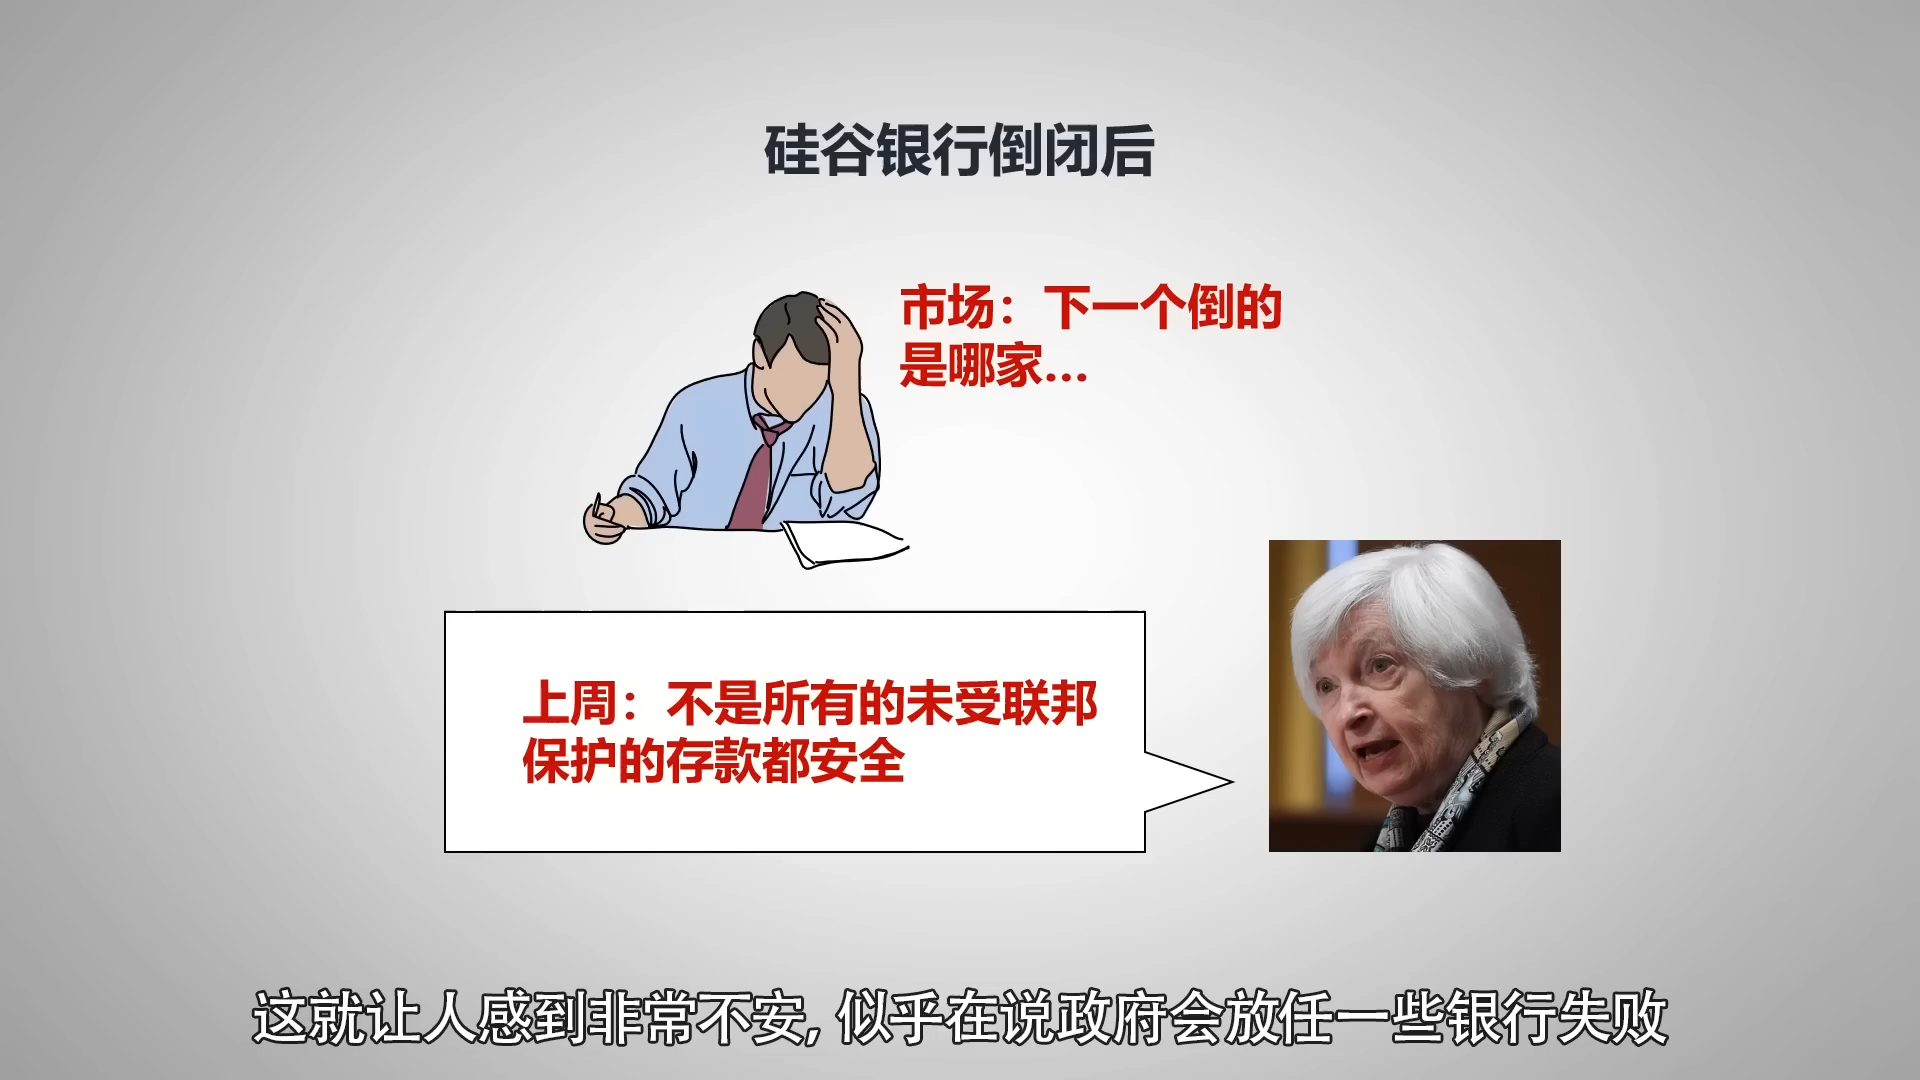 硅谷银行倒闭后
市场：下一个倒的
是哪家...
上周：不是所有的未受联邦
保护的存款都安全
这就让人感到非常不安,似乎在说政府会放任一些银行失败